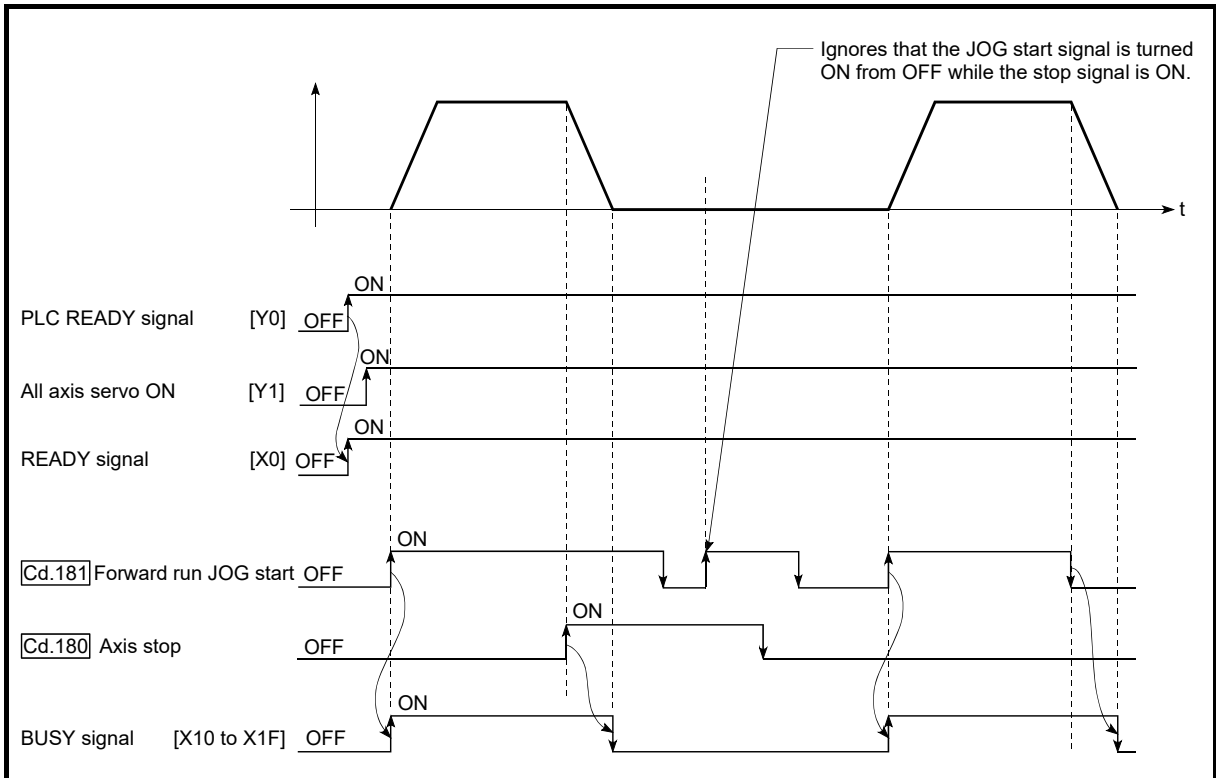 Ignores that the JOG start signal is turned
ON from OFF while the stop signal is ON.
t
ON
PLC READY signal [Y0] OFF
ON
All axis servo ON [Y1] OFF
ON
READY signal [X0] OFF
ON
Cd.181 Forward run JOG start OFF
ON
Cd.180 Axis stop OFF
ON
BUSY signal [X10 to X1F] OFF